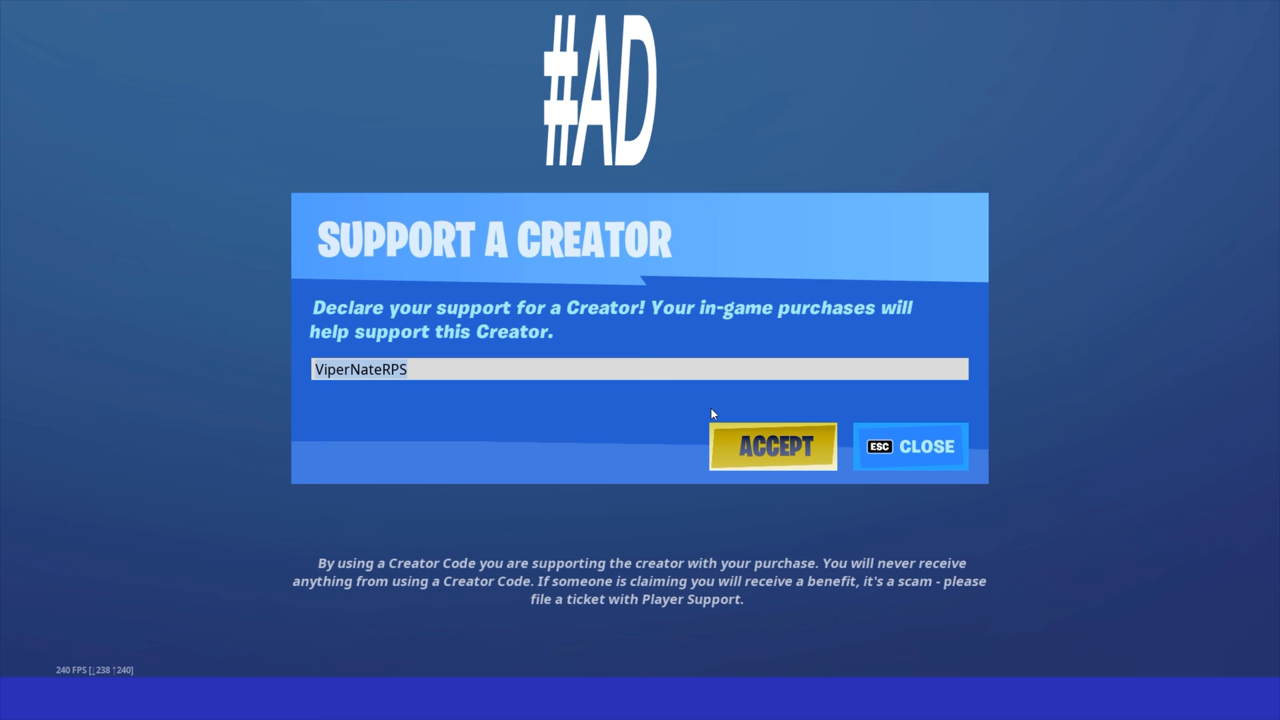 #AD
SUPPORT A CREATOR
Declare your support for a Creator! Your in-game purchases will
help support this Creator.
ViperNateRPS
ACCEPT
ESC CLOSE
By using a Creator Code you are supporting the creator with your purchase. You will never receive
anything from using a Creator Code. If someone is claiming you will receive a benefit, it's a scam - please
file a ticket with Player Support.
240 FPS [↓238 ↑240]